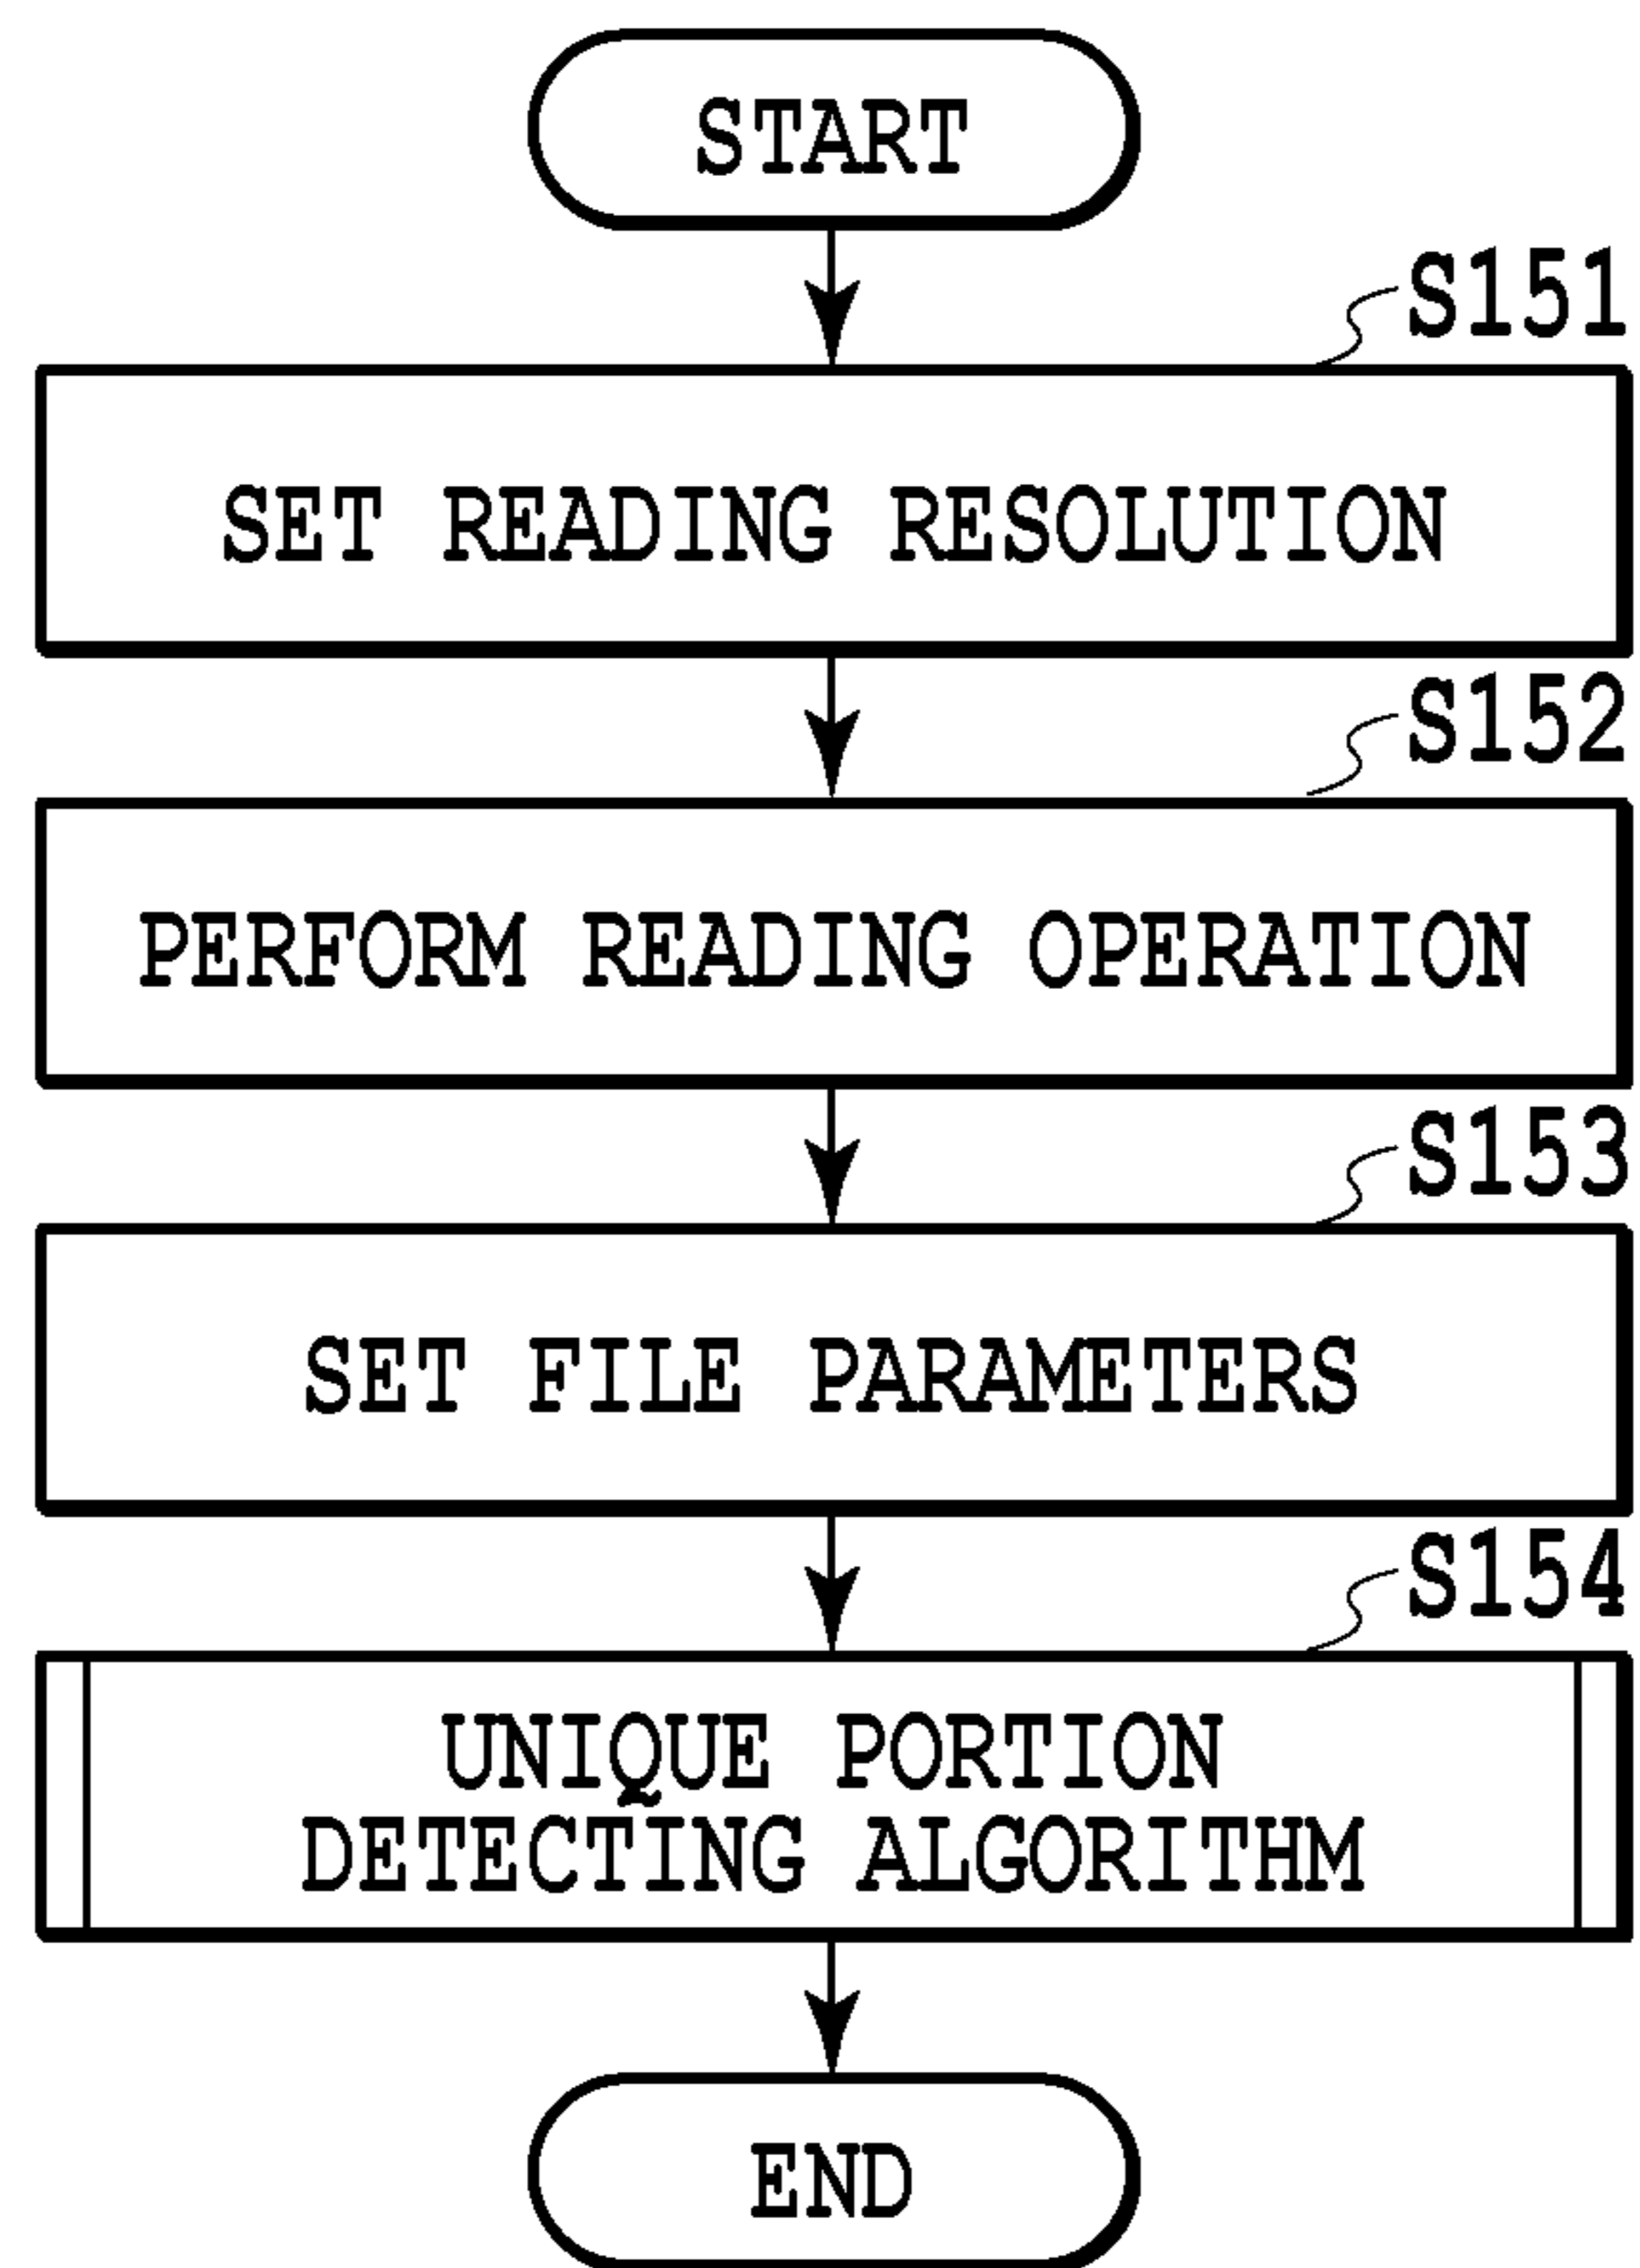 START
S151
SET READING RESOLUTION
S152
PERFORM READING OPERATION
S153
SET FILE PARAMETERS
S154
UNIQUE PORTION
DETECTING ALGORITHM
END